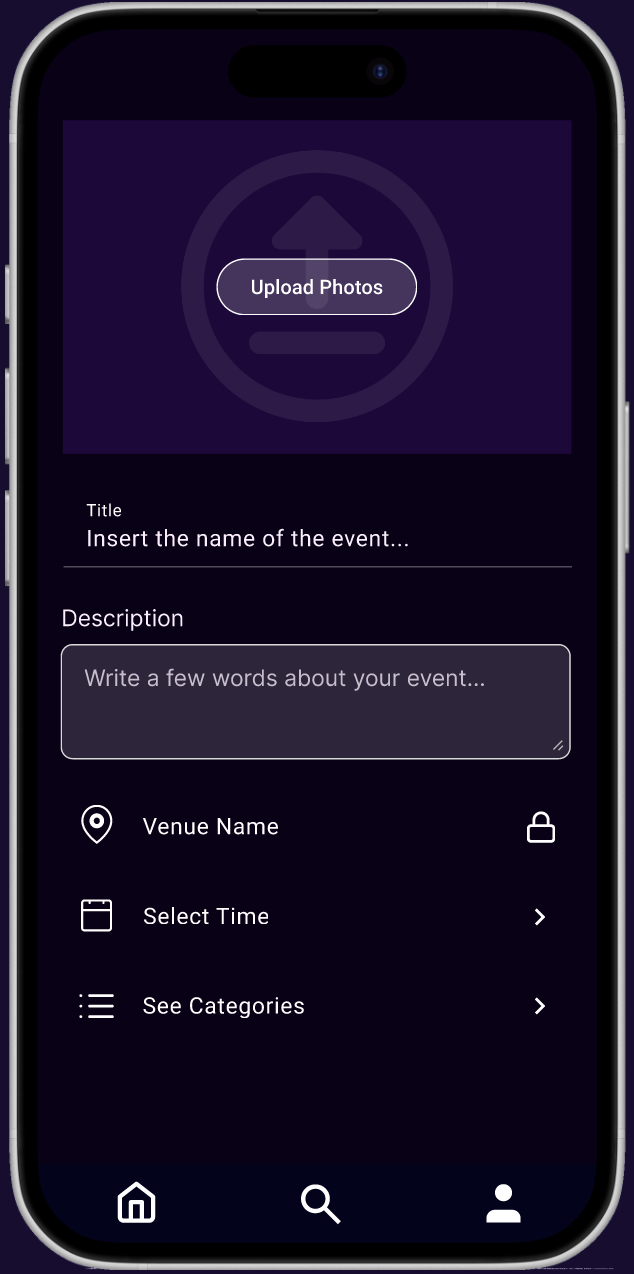 Upload Photos
Title
Insert the name of the event...
Description
Write a few words about your event...
Venue Name
Select Time
See Categories